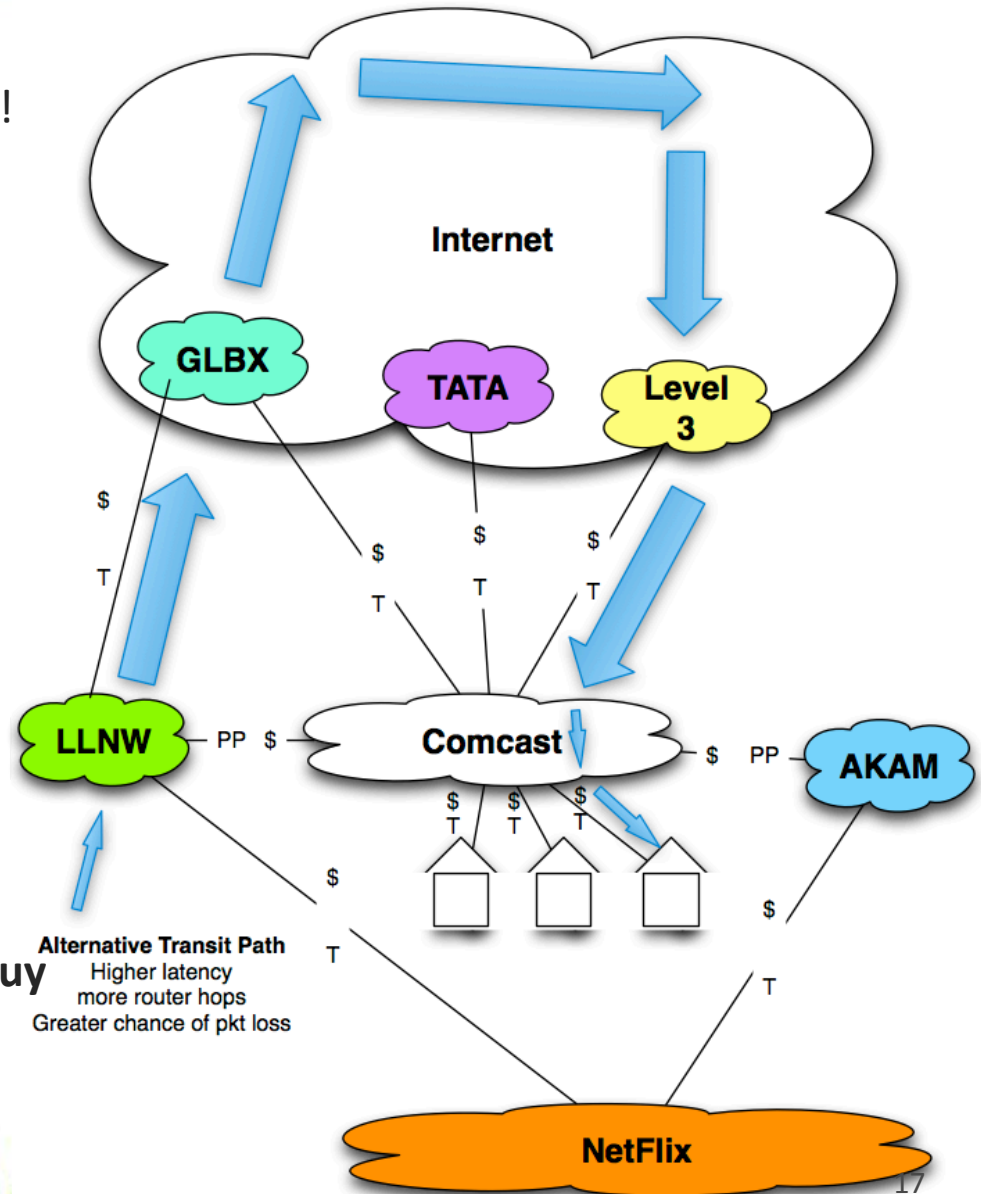 !
Internet
GLBX
TATA
Level
3
$
T
$
T
$
T
$
T
LLNW
PP $
Comcast
$ PP
AKAM
$
T
$
T
$
T
$
T
$
T
Alternative Transit Path
Higher latency
more router hops
Greater chance of pkt loss
uy
NetFlix
17